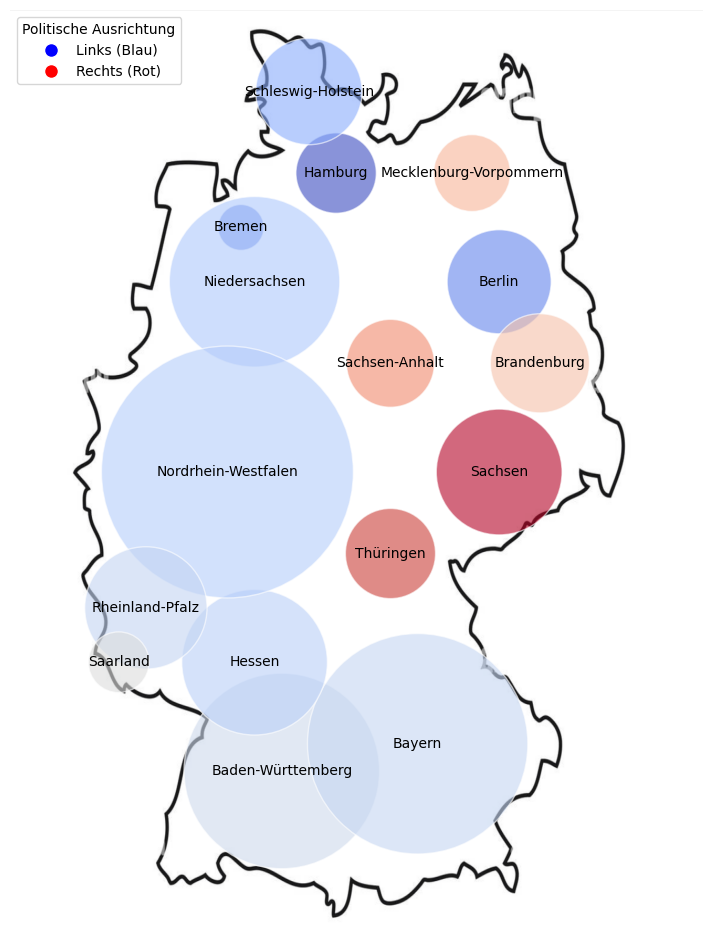 Politische Ausrichtung
Links (Blau)
Rechts (Rot)
Schleswig-Holstein
Hamburg
Mecklenburg-Vorpommern
Bremen
Niedersachsen
Berlin
Sachsen-Anhalt
Brandenburg
Nordrhein-Westfalen
Sachsen
Thüringen
Rheinland-Pfalz
Saarland
Hessen
Bayern
Baden-Württemberg